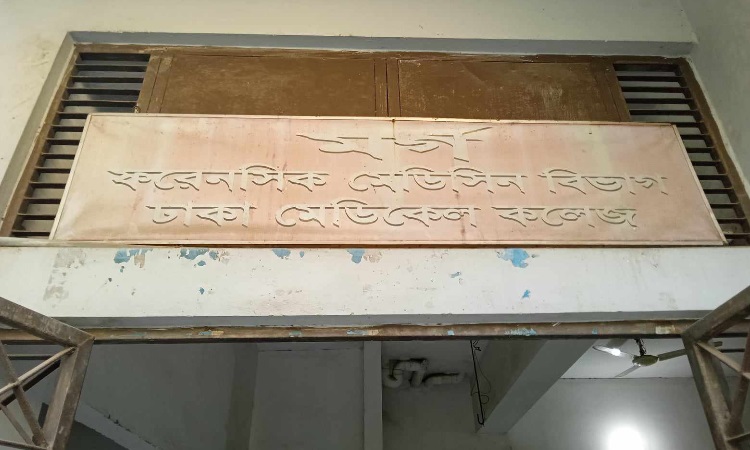 মর্গ
ফরেনসিক মেডিসিন বিভাগ
ঢাকা মেডিকেল কলেজ